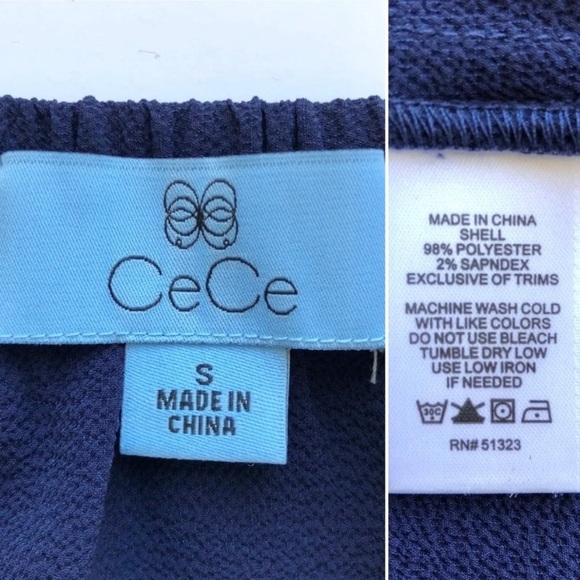 CeCe
S
MADE IN
CHINA
MADE IN CHINA
SHELL
98% POLYESTER
2% SAPNDEX
EXCLUSIVE OF TRIMS
MACHINE WASH COLD
WITH LIKE COLORS
DO NOT USE BLEACH
TUMBLE DRY LOW
USE LOW IRON
IF NEEDED
30C
RN# 51323